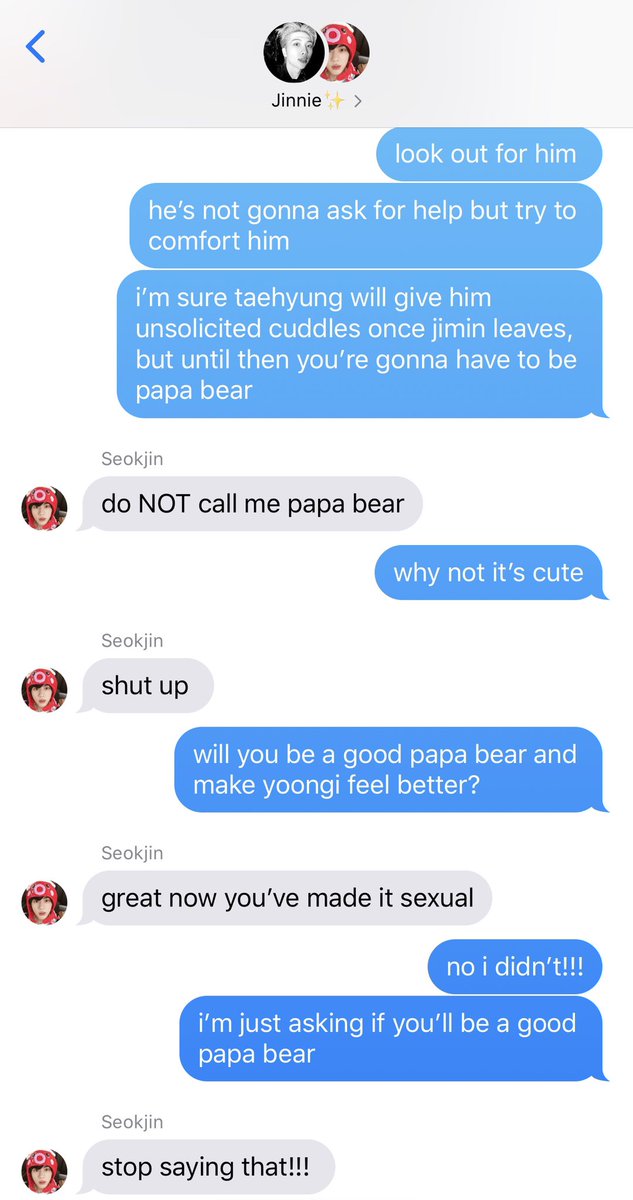 Jinnie✨ >
look out for him
he’s not gonna ask for help but try to
comfort him
i’m sure taehyung will give him
unsolicited cuddles once jimin leaves,
but until then you’re gonna have to be
papa bear
Seokjin
do NOT call me papa bear
why not it’s cute
Seokjin
shut up
will you be a good papa bear and
make yoongi feel better?
Seokjin
great now you’ve made it sexual
no i didn’t!!!
i’m just asking if you’ll be a good
papa bear
Seokjin
stop saying that!!!